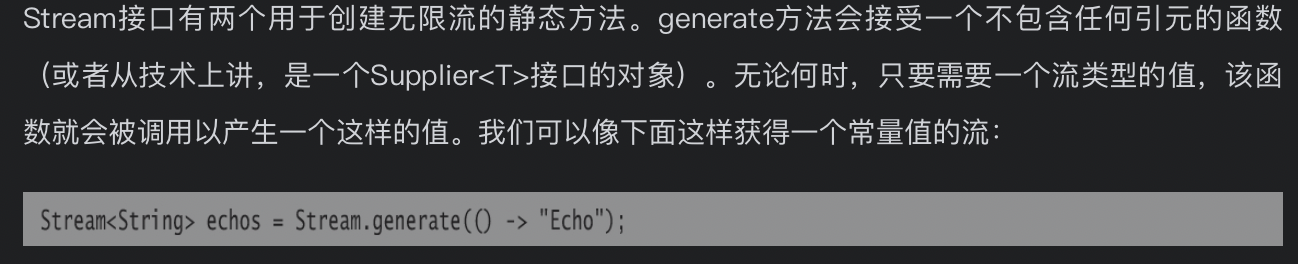 Stream接口有两个用于创建无限流的静态方法。generate方法会接受一个不包含任何引元的函数
（或者从技术上讲，是一个Supplier<T>接口的对象）。无论何时，只要需要一个流类型的值，该函
数就会被调用以产生一个这样的值。我们可以像下面这样获得一个常量值的流：
Stream<String> echos = Stream.generate(() -> "Echo");